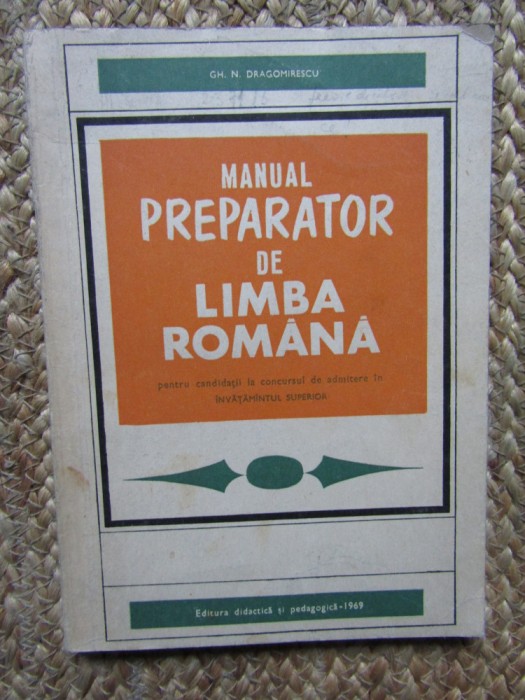 GH. N. DRAGOMIRESCU
MANUAL
PREPARATOR
DE
LIMBA
ROMÂNĂ
pentru candidații la concursul de admitere în
ÎNVĂȚĂMÎNTUL SUPERIOR
Editura didactică și pedagogică-1969